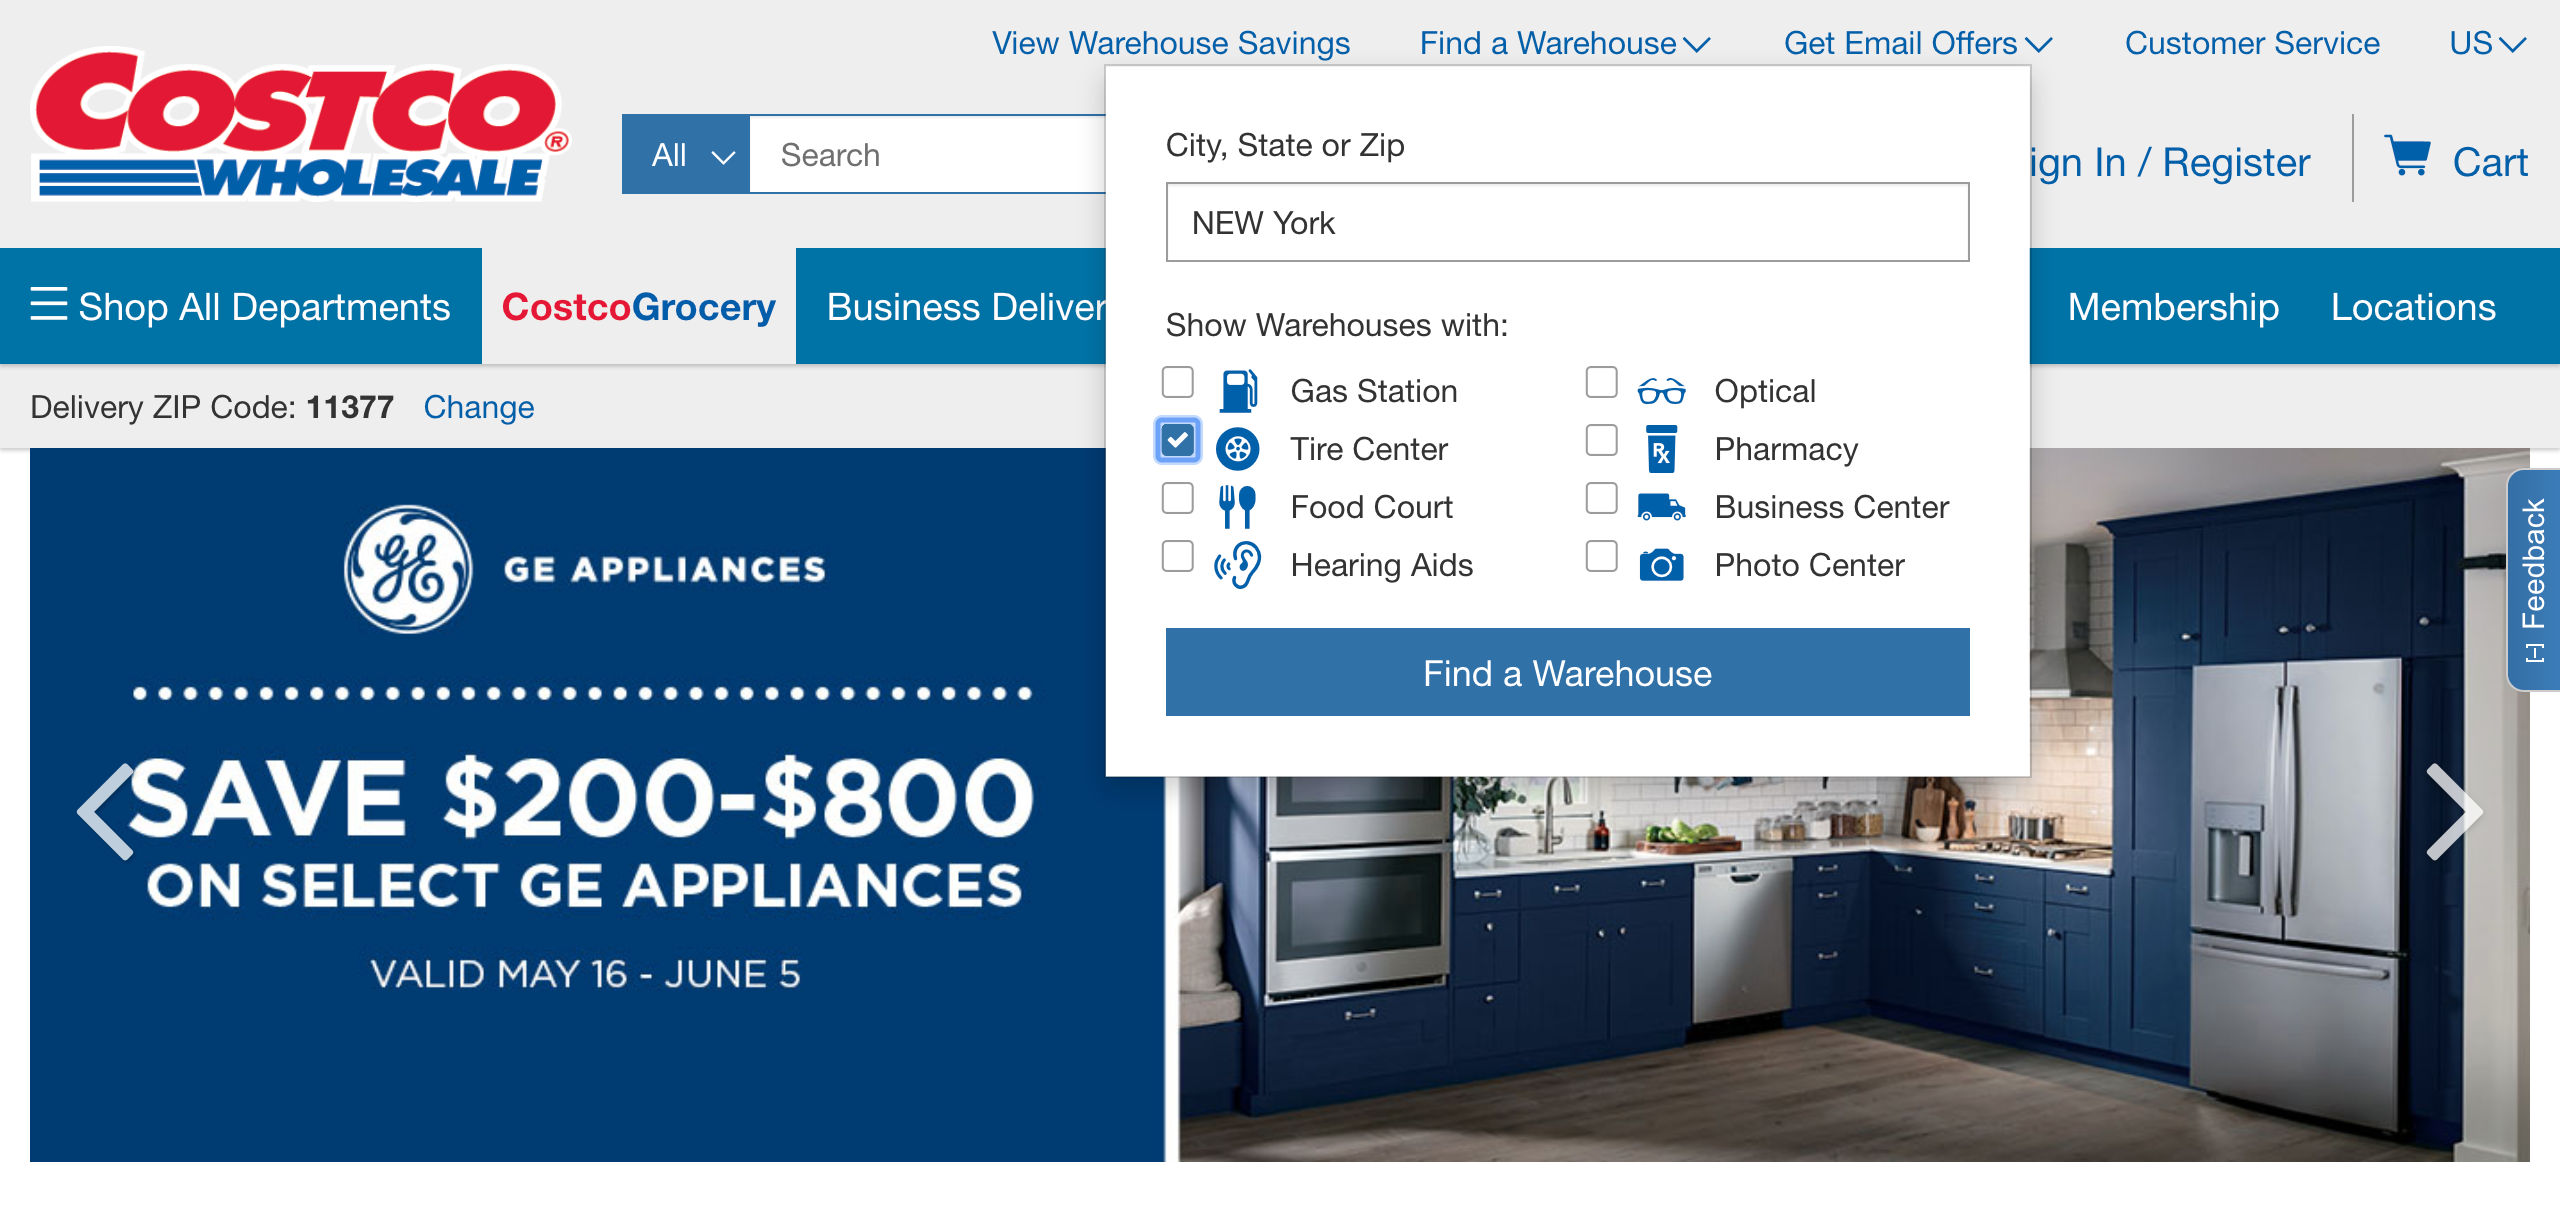 View Warehouse Savings
Find a Warehouse
Get Email Offers
Customer Service
US
COSTCO®
WHOLESALE
All
Search
ign In / Register
Cart
City, State or Zip
NEW York
Shop All Departments
CostcoGrocery
Business Deliver
Membership
Locations
Show Warehouses with:
Gas Station
Optical
Tire Center
Pharmacy
Food Court
Business Center
Hearing Aids
Photo Center
Find a Warehouse
Delivery ZIP Code: 11377 Change
GE APPLIANCES
SAVE $200-$800
ON SELECT GE APPLIANCES
VALID MAY 16 - JUNE 5
[-] Feedback